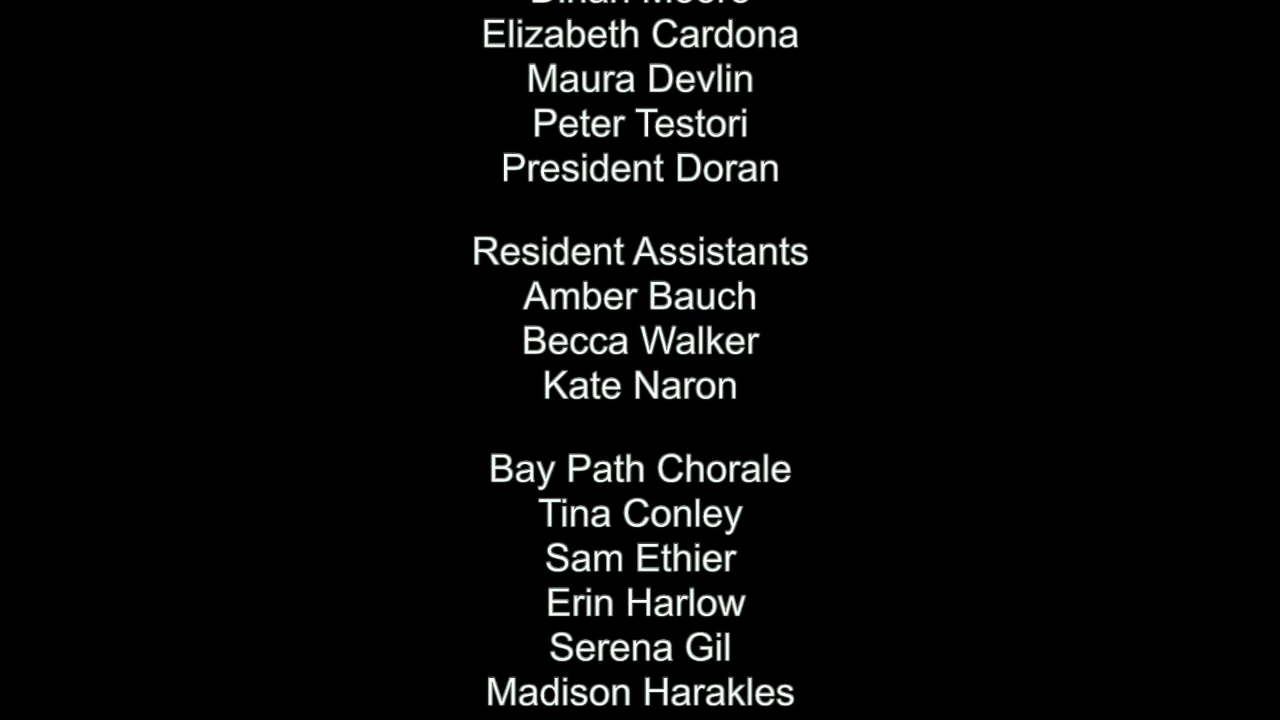 Elizabeth Cardona
Maura Devlin
Peter Testori
President Doran
Resident Assistants
Amber Bauch
Becca Walker
Kate Naron
Bay Path Chorale
Tina Conley
Sam Ethier
Erin Harlow
Serena Gil
Madison Harakles